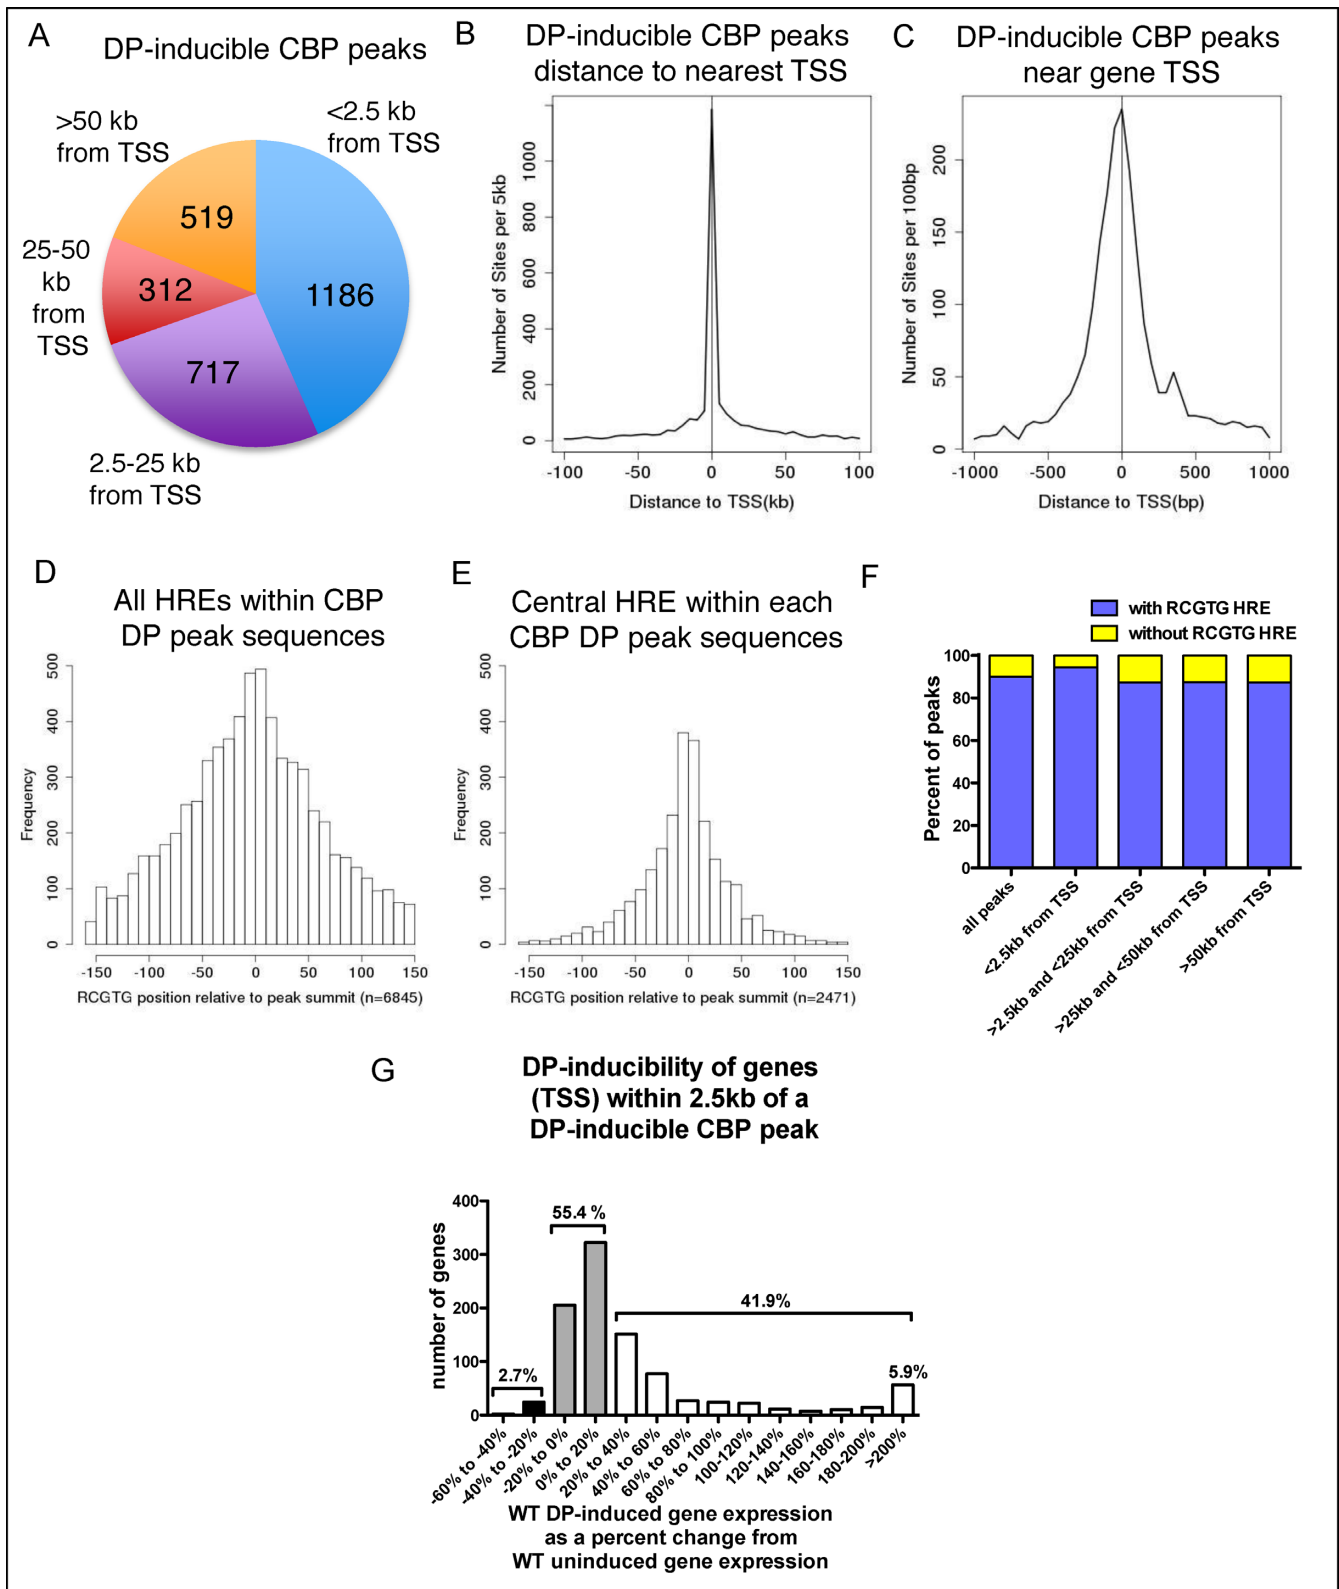 A
DP-inducible CBP peaks
>50 kb
from TSS
<2.5 kb
from TSS
519
25-50
kb
from
TSS
312
1186
717
2.5-25 kb
from TSS
B
DP-inducible CBP peaks
distance to nearest TSS
Number of Sites per 5kb
1000
800
600
400
200
0
-100 -50 0 50 100
Distance to TSS(kb)
C
DP-inducible CBP peaks
near gene TSS
Number of Sites per 100bp
200
150
100
50
0
-1000 -500 0 500 1000
Distance to TSS(bp)
D
All HREs within CBP
DP peak sequences
Frequency
500
400
300
200
100
0
-150 -100 -50 0 50 100 150
RCGTG position relative to peak summit (n=6845)
E
Central HRE within each
CBP DP peak sequences
Frequency
500
400
300
200
100
0
-150 -100 -50 0 50 100 150
RCGTG position relative to peak summit (n=2471)
F
with RCGTG HRE
without RCGTG HRE
Percent of peaks
100
80
60
40
20
0
all peaks
<2.5kb from TSS
>2.5kb and <25kb from TSS
>25kb and <50kb from TSS
>50kb from TSS
G
DP-inducibility of genes
(TSS) within 2.5kb of a
DP-inducible CBP peak
number of genes
400
300
200
100
0
2.7%
55.4 %
41.9%
5.9%
-60% to -40%
-40% to -20%
-20% to 0%
0% to 20%
20% to 40%
40% to 60%
60% to 80%
80% to 100%
100-120%
120-140%
140-160%
160-180%
180-200%
>200%
WT DP-induced gene expression
as a percent change from
WT uninduced gene expression